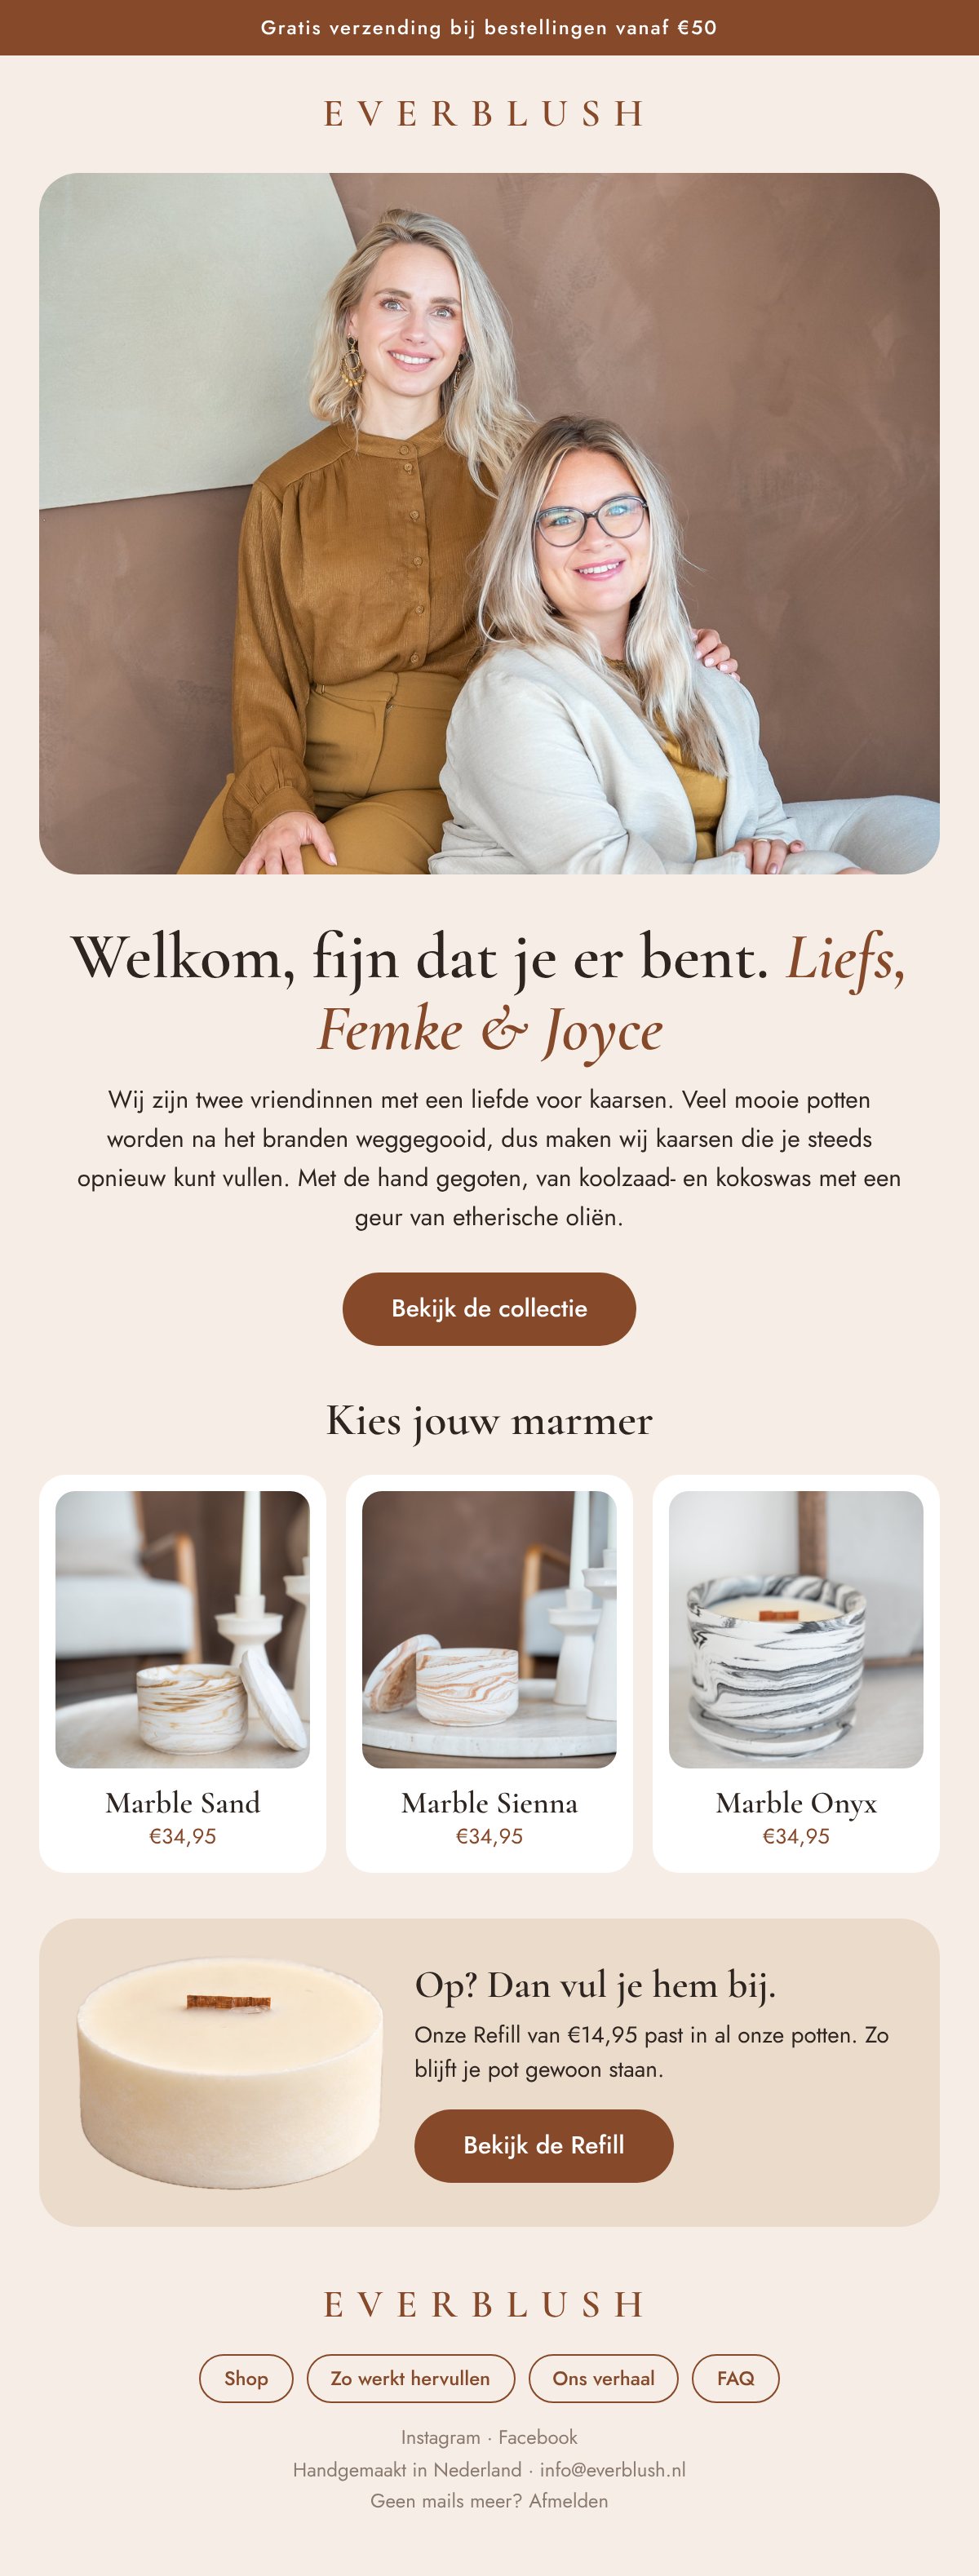 Gratis verzending bij bestellingen vanaf €50
EVERBLUSH
Welkom, fijn dat je er bent. Liefs,
Femke & Joyce
Wij zijn twee vriendinnen met een liefde voor kaarsen. Veel mooie potten
worden na het branden weggegooid, dus maken wij kaarsen die je steeds
opnieuw kunt vullen. Met de hand gegoten, van koolzaad- en kokoswas met een
geur van etherische oliën.
Bekijk de collectie
Kies jouw marmer
Marble Sand
€34,95
Marble Sienna
€34,95
Marble Onyx
€34,95
Op? Dan vul je hem bij.
Onze Refill van €14,95 past in al onze potten. Zo
blijft je pot gewoon staan.
Bekijk de Refill
EVERBLUSH
Shop
Zo werkt hervullen
Ons verhaal
FAQ
Instagram · Facebook
Handgemaakt in Nederland · info@everblush.nl
Geen mails meer? Afmelden